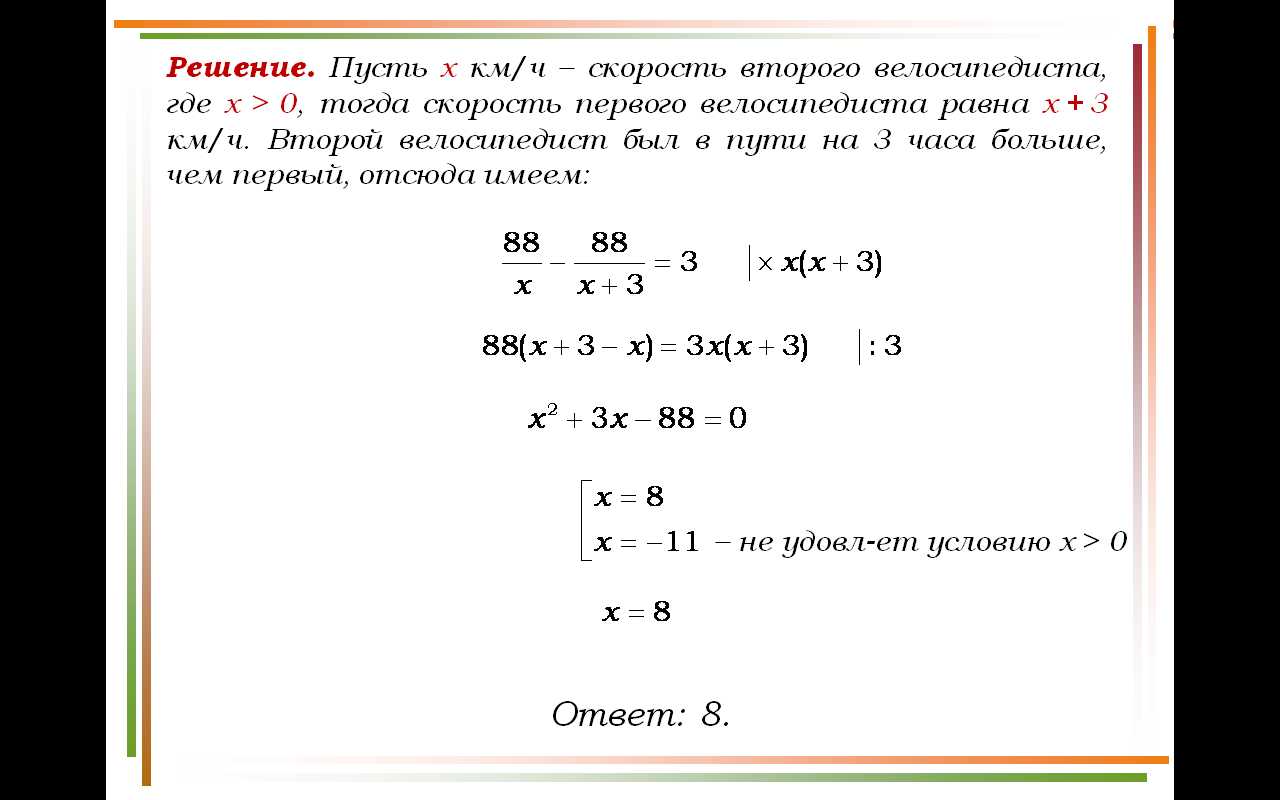 Решение. Пусть x км/ч – скорость второго велосипедиста,
где x > 0, тогда скорость первого велосипедиста равна x + 3
км/ч. Второй велосипедист был в пути на 3 часа больше,
чем первый, отсюда имеем:
88/x − 88/(x + 3) = 3 | × x(x + 3)
88(x + 3 − x) = 3x(x + 3) | : 3
x² + 3x − 88 = 0
[ x = 8
x = −11 – не удовл-ет условию x > 0
x = 8
Ответ: 8.